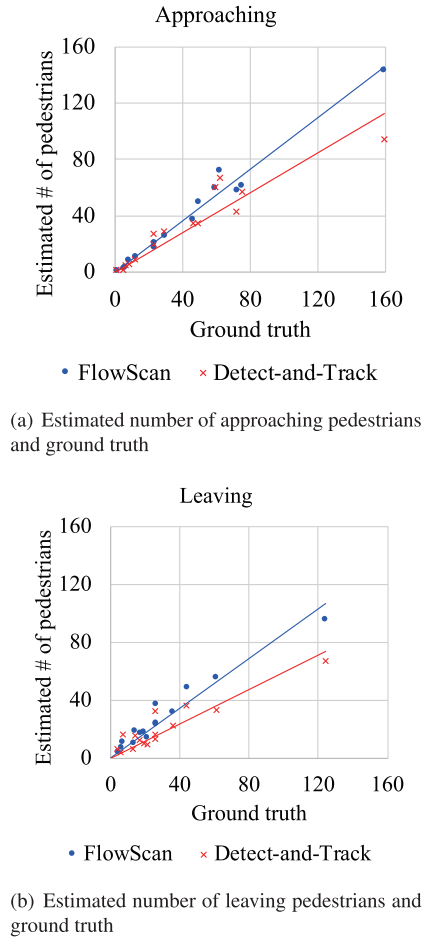 Approaching
160
120
80
40
0
Estimated # of pedestrians
0 40 80 120 160
Ground truth
FlowScan × Detect-and-Track
(a) Estimated number of approaching pedestrians
and ground truth
Leaving
160
120
80
40
0
Estimated # of pedestrians
0 40 80 120 160
Ground truth
FlowScan × Detect-and-Track
(b) Estimated number of leaving pedestrians and
ground truth